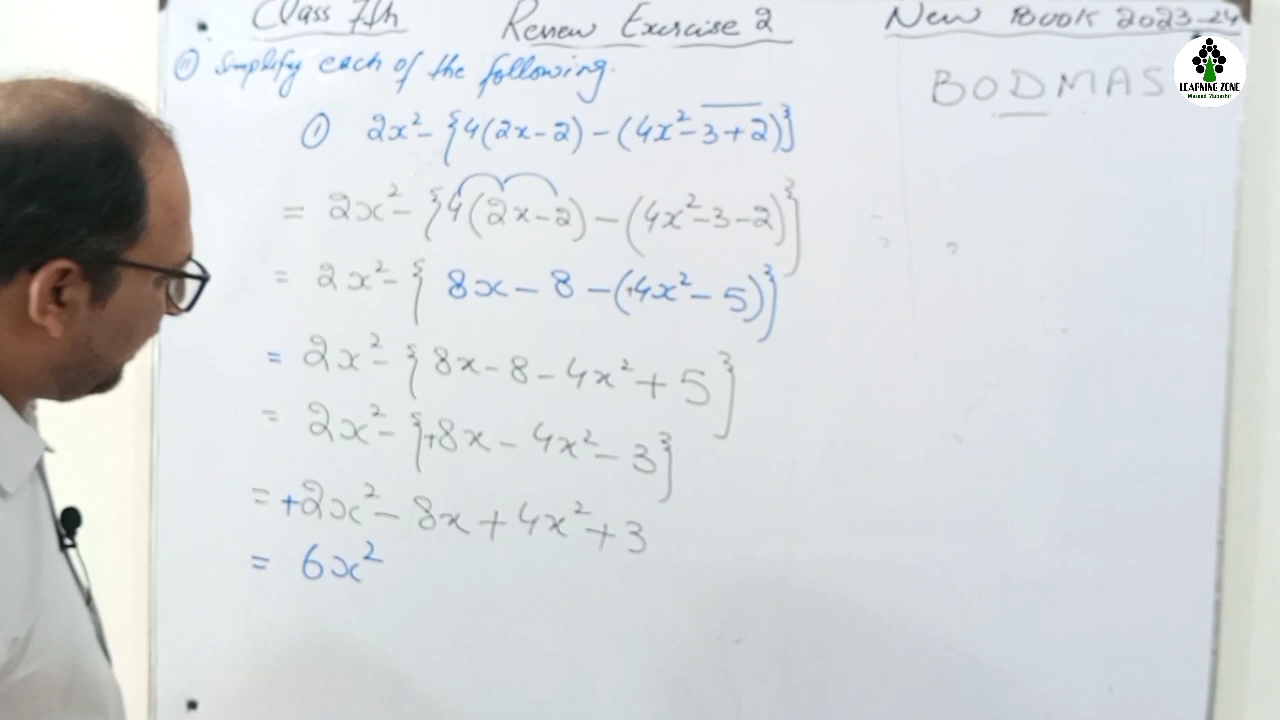 Class 7th Review Exercise 2 New Book 2023-24
BODMAS
LEARNING ZONE
Simplify each of the following.
① 2x² - {4(2x-2) - (4x² - 3̅ ̅+̅ ̅2̅)}
= 2x² - {4(2x-2) - (4x²-3-2)}
= 2x² - { 8x - 8 - (+4x² - 5)}
= 2x² - { 8x - 8 - 4x² + 5}
= 2x² - {+8x - 4x² - 3}
= +2x² - 8x + 4x² + 3
= 6x²